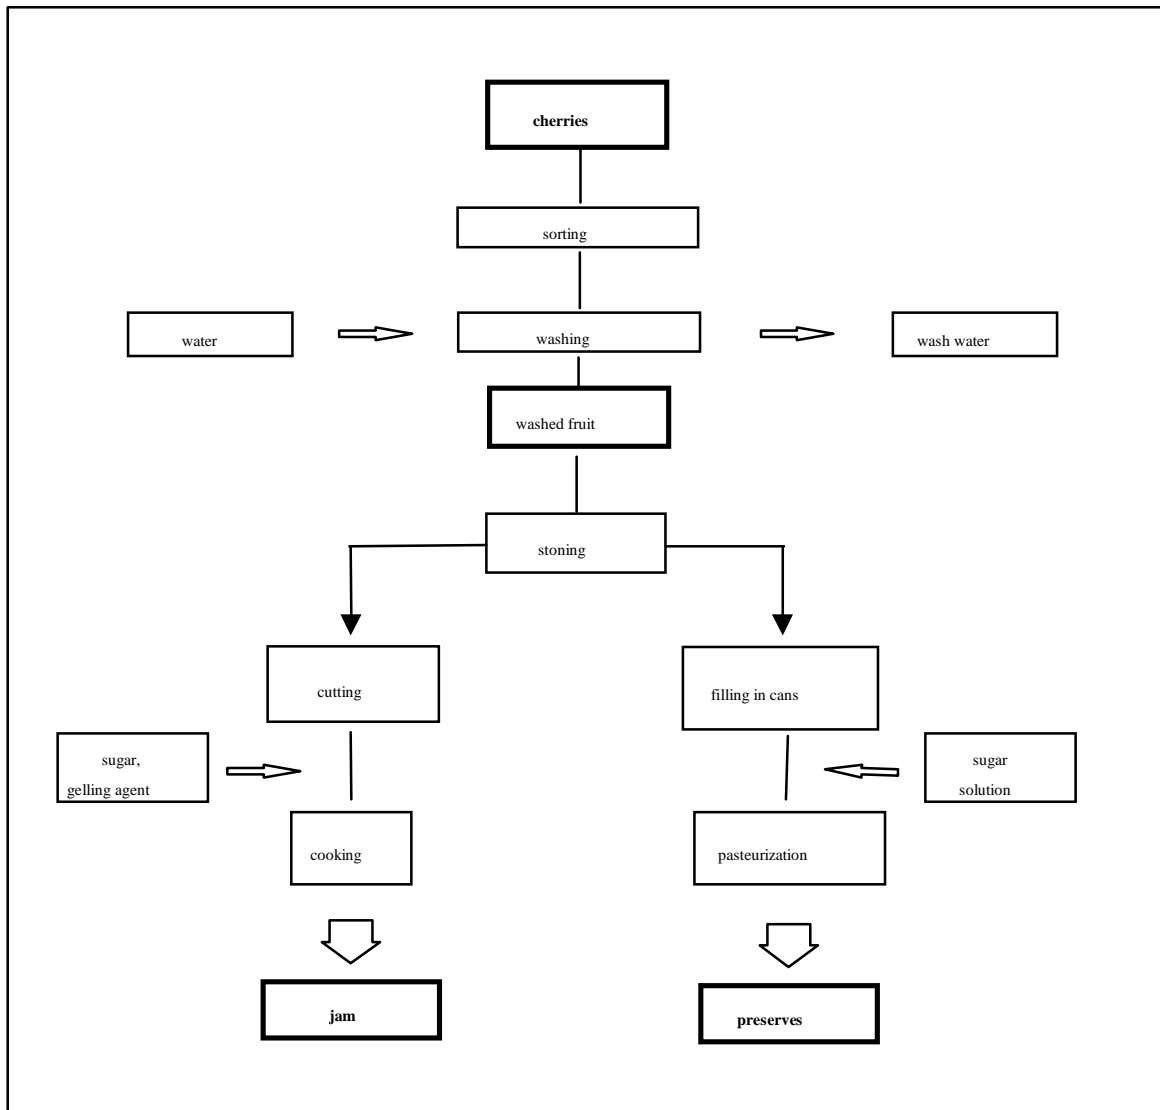 cherries
sorting
water
washing
wash water
washed fruit
stoning
cutting
filling in cans
sugar,
gelling agent
sugar
solution
cooking
pasteurization
jam
preserves